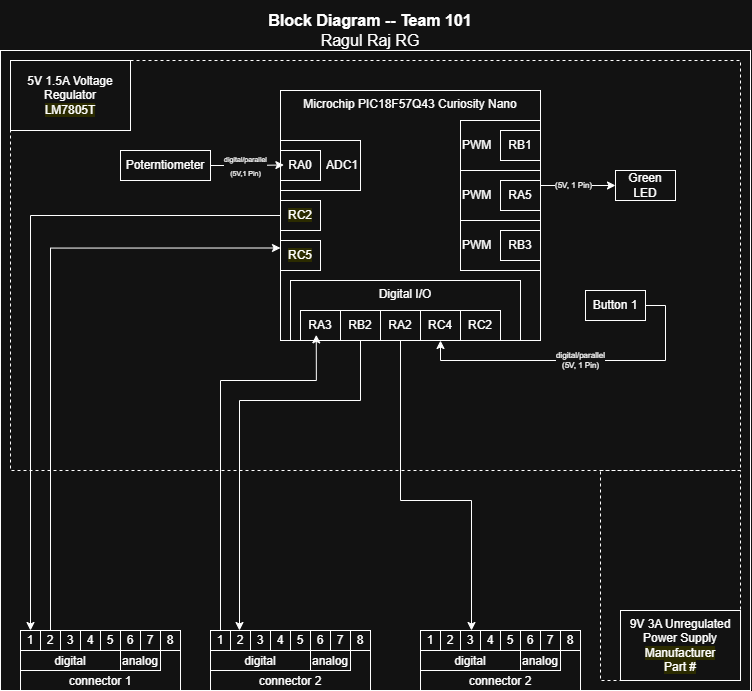 Block Diagram -- Team 101
Ragul Raj RG
5V 1.5A Voltage
Regulator
LM7805T
Microchip PIC18F57Q43 Curiosity Nano
Poterntiometer
digital/parallel
(5V,1 Pin)
RA0
ADC1
PWM
RB1
PWM
RA5
PWM
RB3
(5V, 1 Pin)
Green
LED
RC2
RC5
Digital I/O
RA3
RB2
RA2
RC4
RC2
Button 1
digital/parallel
(5V, 1 Pin)
9V 3A Unregulated
Power Supply
Manufacturer
Part #
1 2 3 4 5 6 7 8
digital
analog
connector 1
1 2 3 4 5 6 7 8
digital
analog
connector 2
1 2 3 4 5 6 7 8
digital
analog
connector 2